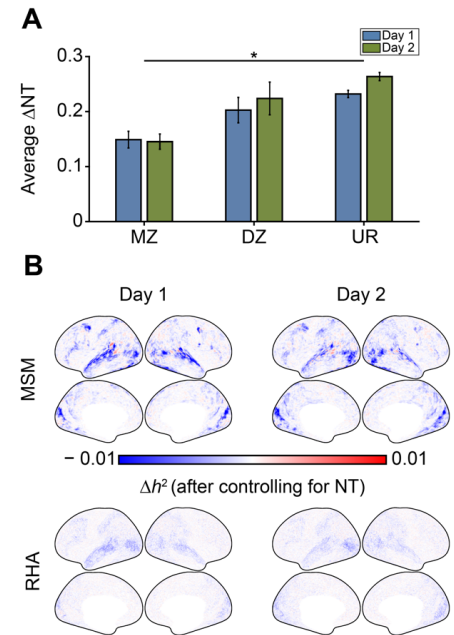 A
Day 1
Day 2
*
0.3
0.2
0.1
0
Average ΔNT
MZ DZ UR
B
Day 1 Day 2
MSM
− 0.01 0.01
Δh² (after controlling for NT)
RHA